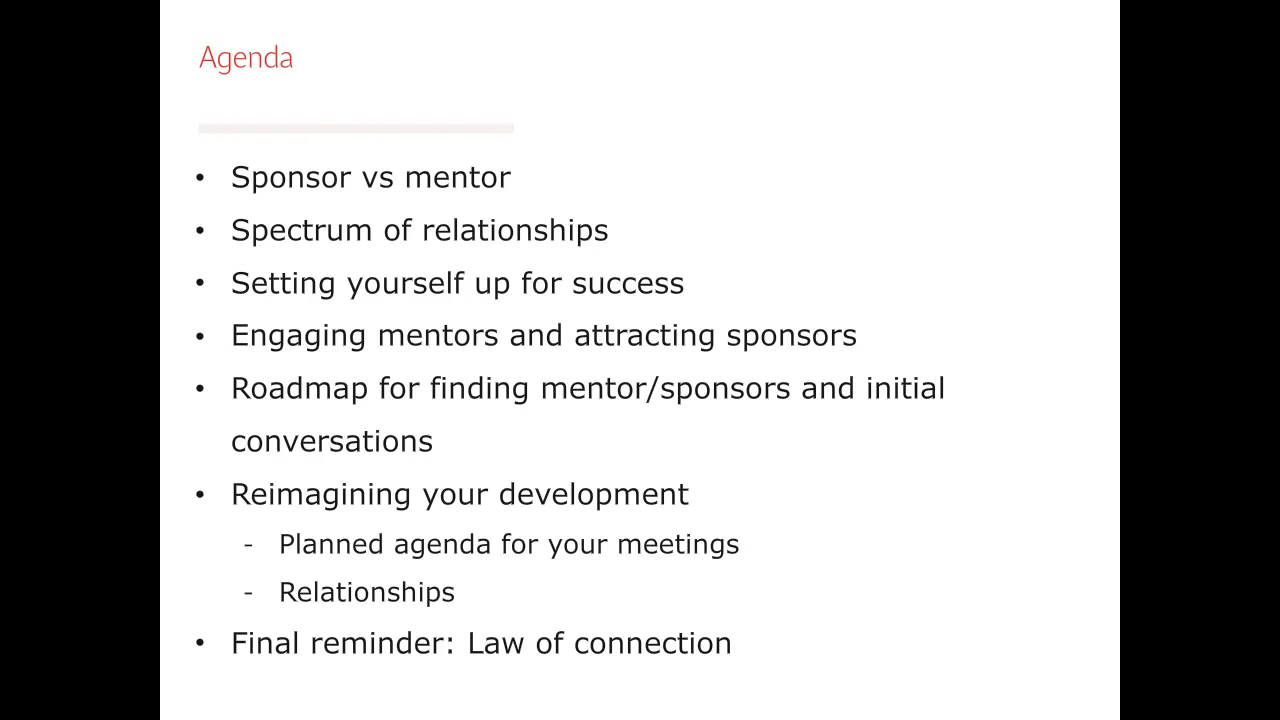 Agenda
• Sponsor vs mentor
• Spectrum of relationships
• Setting yourself up for success
• Engaging mentors and attracting sponsors
• Roadmap for finding mentor/sponsors and initial
conversations
• Reimagining your development
- Planned agenda for your meetings
- Relationships
• Final reminder: Law of connection